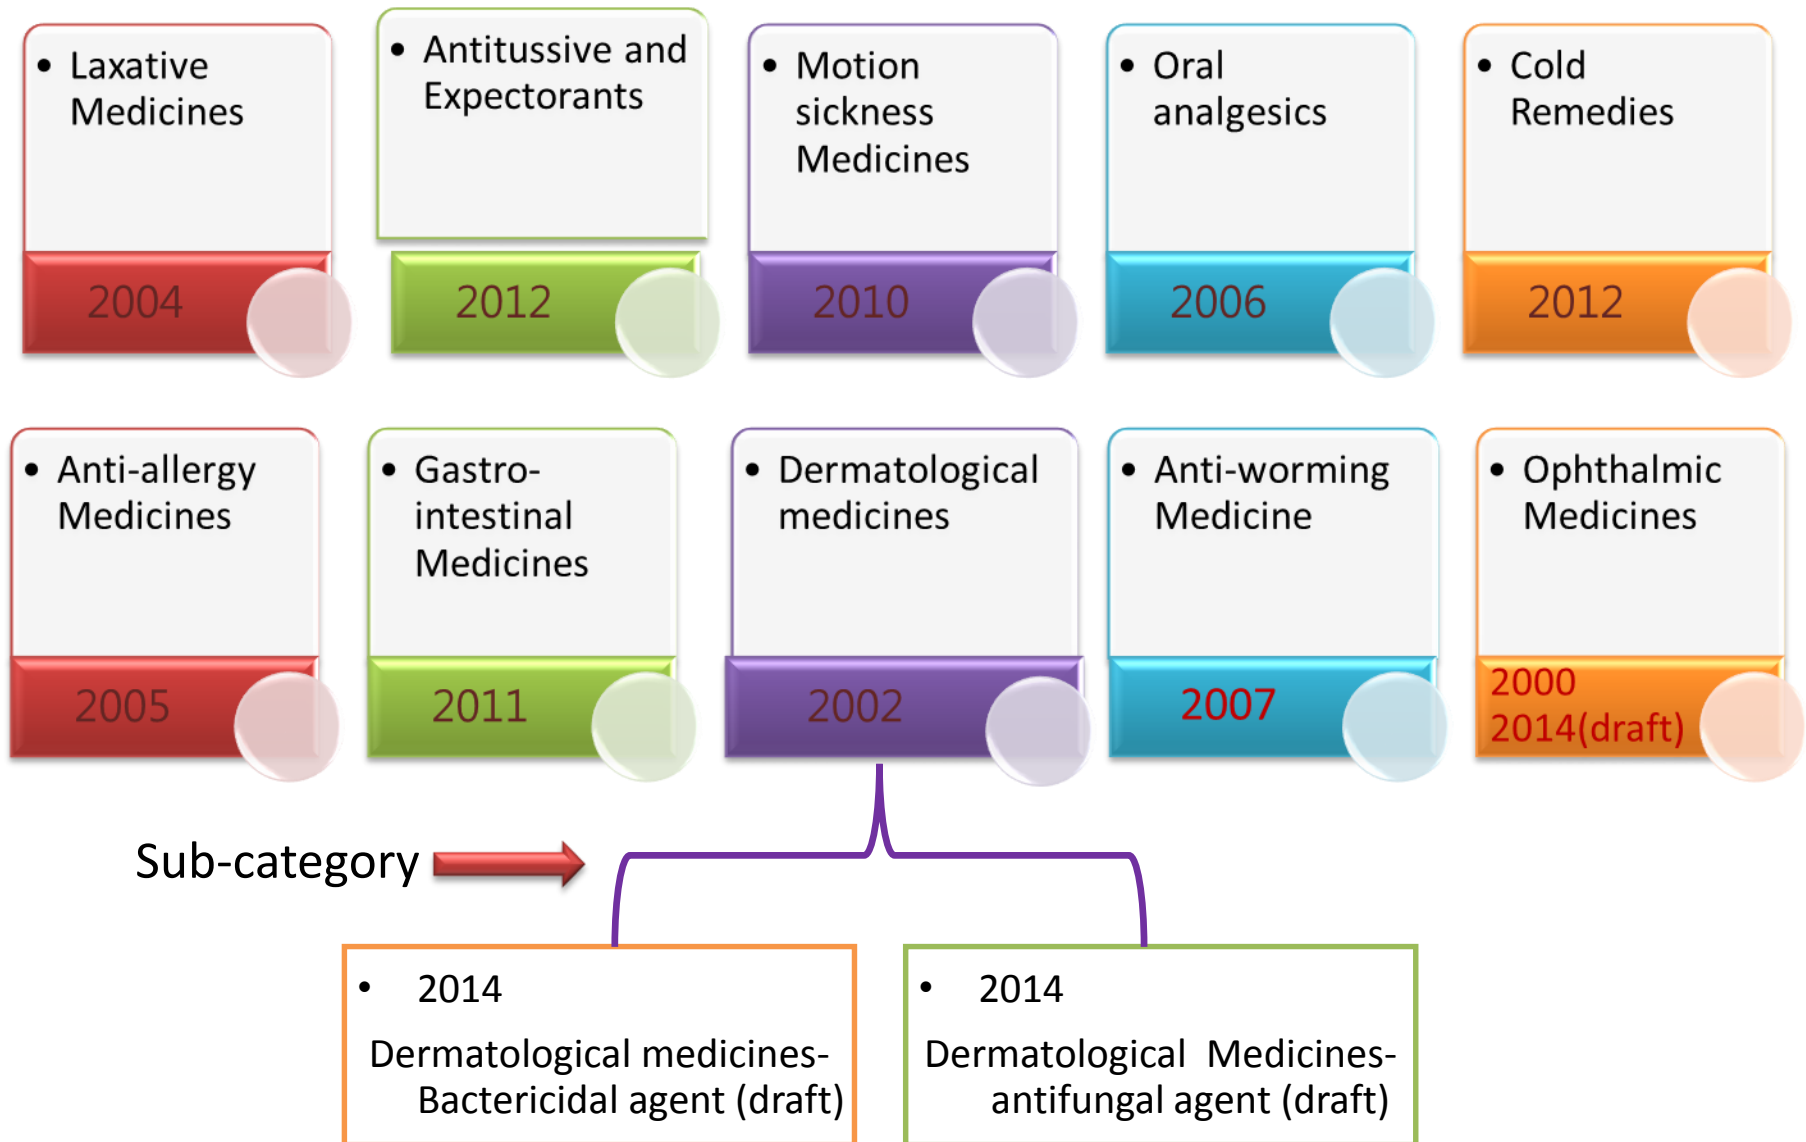 • Laxative
Medicines
2004
• Antitussive and
Expectorants
2012
• Motion
sickness
Medicines
2010
• Oral
analgesics
2006
• Cold
Remedies
2012
• Anti-allergy
Medicines
2005
• Gastro-
intestinal
Medicines
2011
• Dermatological
medicines
2002
• Anti-worming
Medicine
2007
• Ophthalmic
Medicines
2000
2014(draft)
Sub-category
• 2014
Dermatological medicines-
Bactericidal agent (draft)
• 2014
Dermatological Medicines-
antifungal agent (draft)